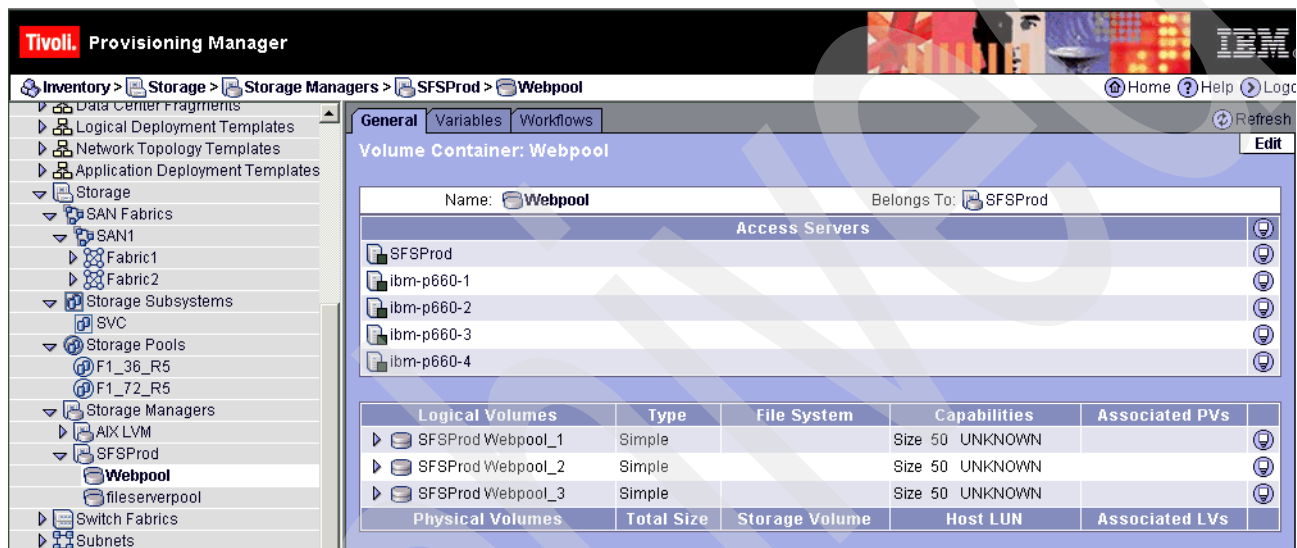 Tivoli. Provisioning Manager
IBM
Inventory > Storage > Storage Managers > SFSProd > Webpool
Home Help Logo
Data Center Fragments
Logical Deployment Templates
Network Topology Templates
Application Deployment Templates
Storage
SAN Fabrics
SAN1
Fabric1
Fabric2
Storage Subsystems
SVC
Storage Pools
F1_36_R5
F1_72_R5
Storage Managers
AIX LVM
SFSProd
Webpool
fileserverpool
Switch Fabrics
Subnets
General Variables Workflows
Refresh
Volume Container: Webpool
Edit
Name: Webpool Belongs To: SFSProd
Access Servers
SFSProd
ibm-p660-1
ibm-p660-2
ibm-p660-3
ibm-p660-4
Logical Volumes Type File System Capabilities Associated PVs
SFSProd Webpool_1 Simple Size 50 UNKNOWN
SFSProd Webpool_2 Simple Size 50 UNKNOWN
SFSProd Webpool_3 Simple Size 50 UNKNOWN
Physical Volumes Total Size Storage Volume Host LUN Associated LVs